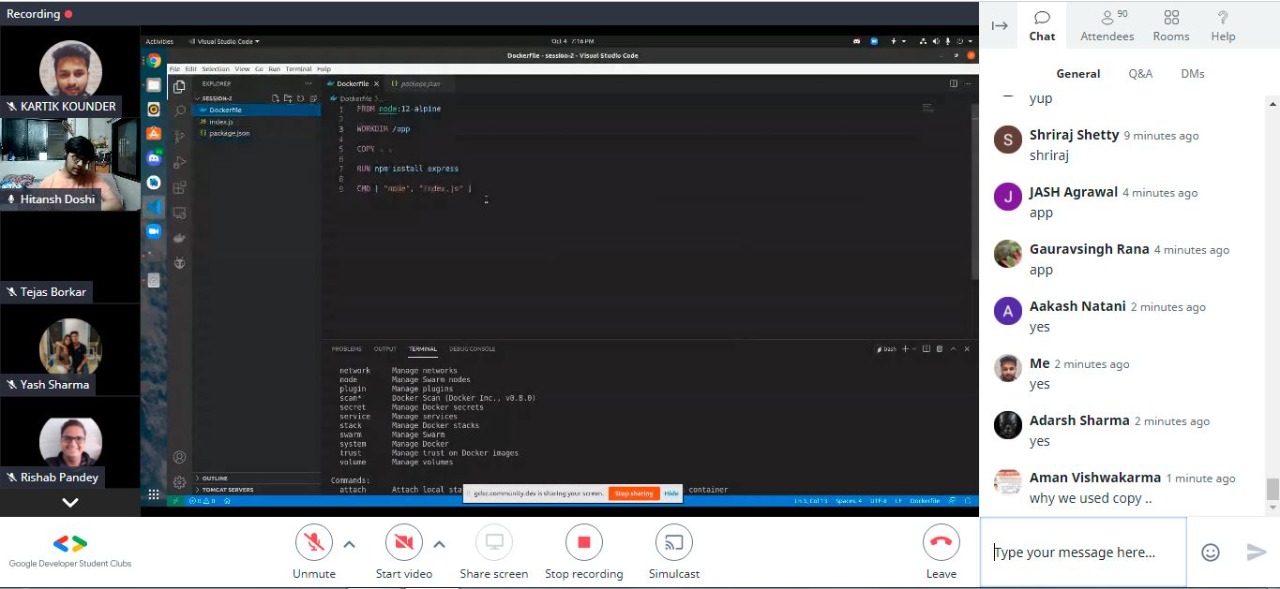 Recording
KARTIK KOUNDER
Hitansh Doshi
Tejas Borkar
Yash Sharma
Rishab Pandey
Activities
Visual Studio Code
Oct 4 7:16 PM
Dockerfile - session-2 - Visual Studio Code
File Edit Selection View Go Run Terminal Help
EXPLORER
SESSION-2
Dockerfile
index.js
package.json
OUTLINE
TOMCAT SERVERS
Dockerfile
package.json
Dockerfile
1 FROM node:12-alpine
2
3 WORKDIR /app
4
5 COPY . .
6
7 RUN npm install express
8
9 CMD [ "node", "index.js" ]
PROBLEMS OUTPUT TERMINAL DEBUG CONSOLE
bash
network Manage networks
node Manage Swarm nodes
plugin Manage plugins
scan* Docker Scan (Docker Inc., v0.8.0)
secret Manage Docker secrets
service Manage services
stack Manage Docker stacks
swarm Manage Swarm
system Manage Docker
trust Manage trust on Docker images
volume Manage volumes
Commands:
attach Attach local sta container
gdsc.community.dev is sharing your screen.
Stop sharing
Hide
Spaces: 4 UTF-8 LF Dockerfile
Google Developer Student Clubs
Unmute
Start video
Share screen
Stop recording
Simulcast
Leave
Chat
90
Attendees
Rooms
Help
General
Q&A
DMs
yup
S
Shriraj Shetty 9 minutes ago
shriraj
J
JASH Agrawal 4 minutes ago
app
Gauravsingh Rana 4 minutes ago
app
A
Aakash Natani 2 minutes ago
yes
Me 2 minutes ago
yes
Adarsh Sharma 2 minutes ago
yes
Aman Vishwakarma 1 minute ago
why we used copy ..
Type your message here...